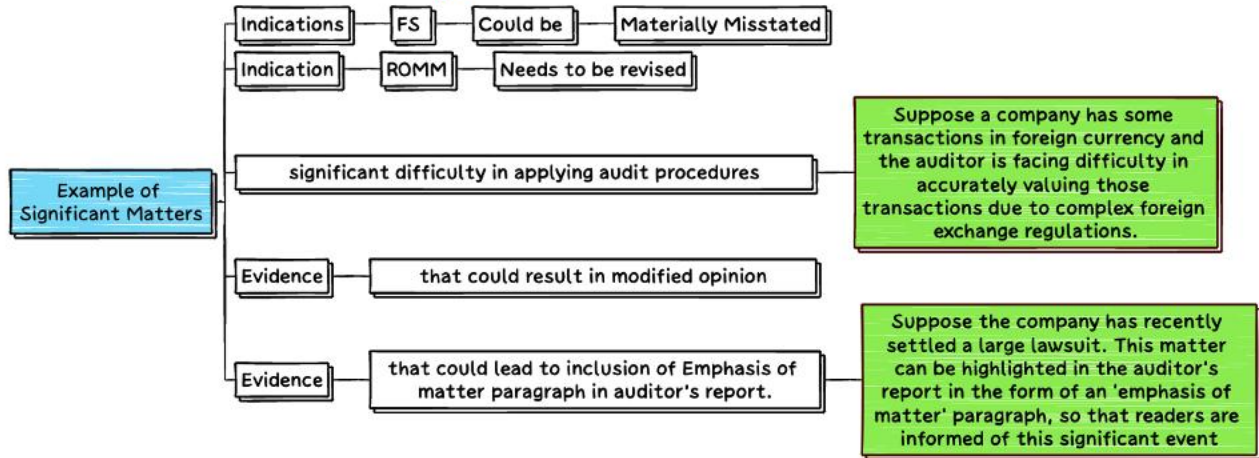 Indications FS Could be Materially Misstated
Indication ROMM Needs to be revised
Example of
Significant Matters
significant difficulty in applying audit procedures
Suppose a company has some
transactions in foreign currency and
the auditor is facing difficulty in
accurately valuing those
transactions due to complex foreign
exchange regulations.
Evidence that could result in modified opinion
Evidence
that could lead to inclusion of Emphasis of
matter paragraph in auditor's report.
Suppose the company has recently
settled a large lawsuit. This matter
can be highlighted in the auditor's
report in the form of an 'emphasis of
matter' paragraph, so that readers are
informed of this significant event